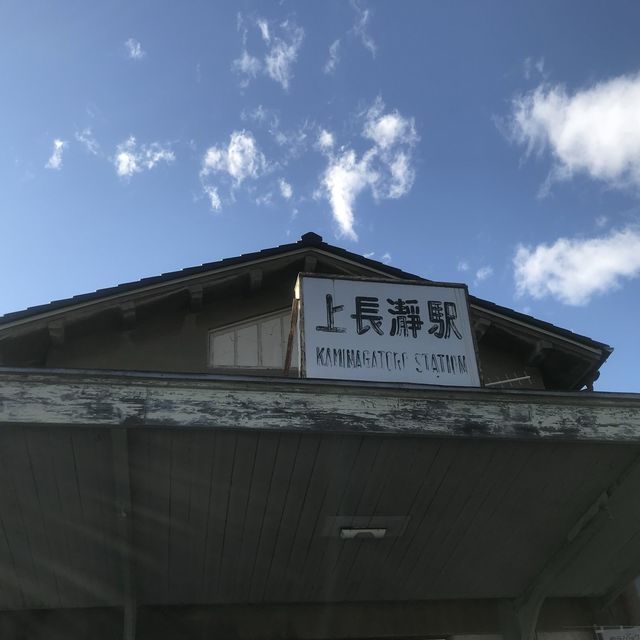 上長瀞駅
KAMINAGATORO STATION